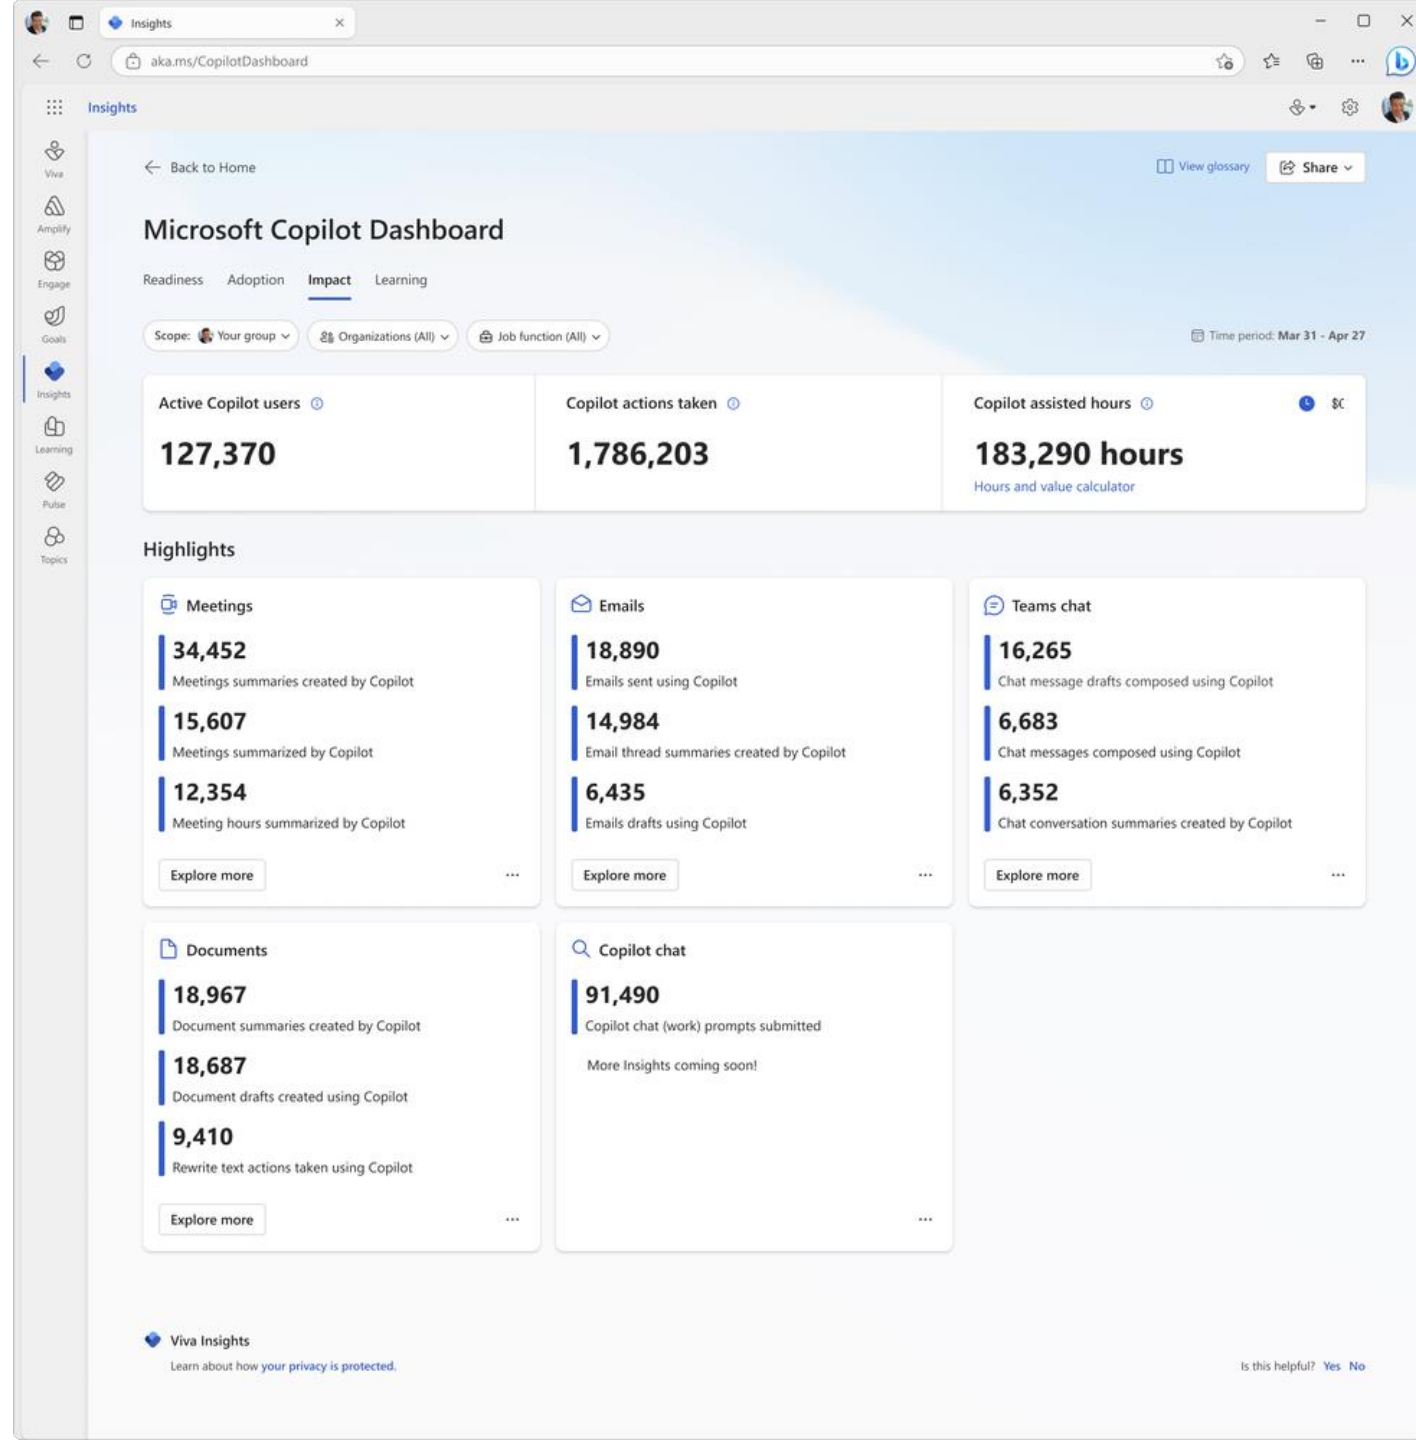 Insights
aka.ms/CopilotDashboard
Insights
Viva
Amplify
Engage
Goals
Insights
Learning
Pulse
Topics
Back to Home
View glossary
Share
Microsoft Copilot Dashboard
Readiness Adoption Impact Learning
Scope: Your group Organizations (All) Job function (All)
Time period: Mar 31 - Apr 27
Active Copilot users
127,370
Copilot actions taken
1,786,203
Copilot assisted hours
183,290 hours
Hours and value calculator
Highlights
Meetings
34,452
Meetings summaries created by Copilot
15,607
Meetings summarized by Copilot
12,354
Meeting hours summarized by Copilot
Explore more
Emails
18,890
Emails sent using Copilot
14,984
Email thread summaries created by Copilot
6,435
Emails drafts using Copilot
Explore more
Teams chat
16,265
Chat message drafts composed using Copilot
6,683
Chat messages composed using Copilot
6,352
Chat conversation summaries created by Copilot
Explore more
Documents
18,967
Document summaries created by Copilot
18,687
Document drafts created using Copilot
9,410
Rewrite text actions taken using Copilot
Explore more
Copilot chat
91,490
Copilot chat (work) prompts submitted
More Insights coming soon!
Viva Insights
Learn about how your privacy is protected.
Is this helpful? Yes No